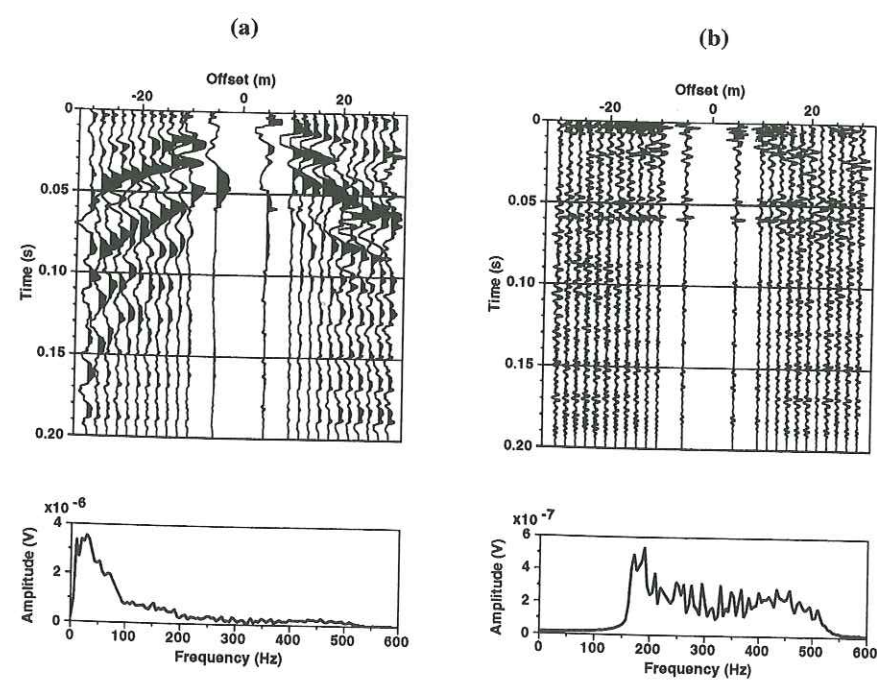 (a)
Offset (m)
-20 0 20
0
0.05
0.10
0.15
0.20
Time (s)
x10 -6
4
2
0
Amplitude (V)
0 100 200 300 400 500 600
Frequency (Hz)
(b)
Offset (m)
-20 0 20
0
0.05
0.10
0.15
0.20
Time (s)
x10 -7
6
4
2
0
Amplitude (V)
0 100 200 300 400 500 600
Frequency (Hz)